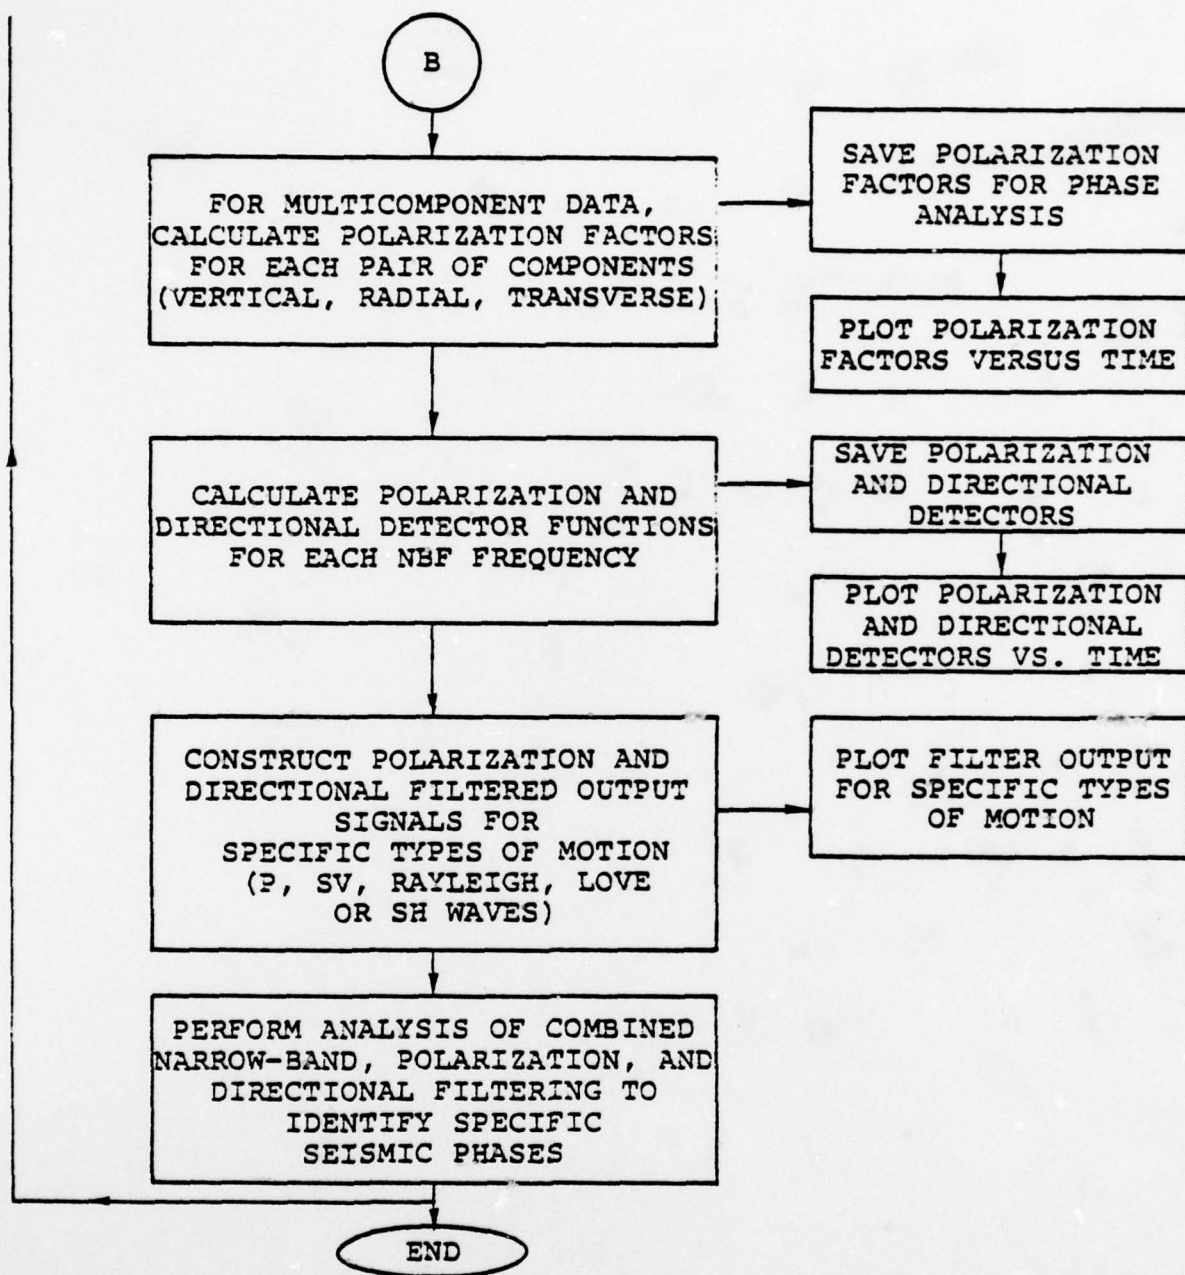 B
FOR MULTICOMPONENT DATA,
CALCULATE POLARIZATION FACTORS
FOR EACH PAIR OF COMPONENTS
(VERTICAL, RADIAL, TRANSVERSE)
SAVE POLARIZATION
FACTORS FOR PHASE
ANALYSIS
PLOT POLARIZATION
FACTORS VERSUS TIME
CALCULATE POLARIZATION AND
DIRECTIONAL DETECTOR FUNCTIONS
FOR EACH NBF FREQUENCY
SAVE POLARIZATION
AND DIRECTIONAL
DETECTORS
PLOT POLARIZATION
AND DIRECTIONAL
DETECTORS VS. TIME
CONSTRUCT POLARIZATION AND
DIRECTIONAL FILTERED OUTPUT
SIGNALS FOR
SPECIFIC TYPES OF MOTION
(P, SV, RAYLEIGH, LOVE
OR SH WAVES)
PLOT FILTER OUTPUT
FOR SPECIFIC TYPES
OF MOTION
PERFORM ANALYSIS OF COMBINED
NARROW-BAND, POLARIZATION, AND
DIRECTIONAL FILTERING TO
IDENTIFY SPECIFIC
SEISMIC PHASES
END